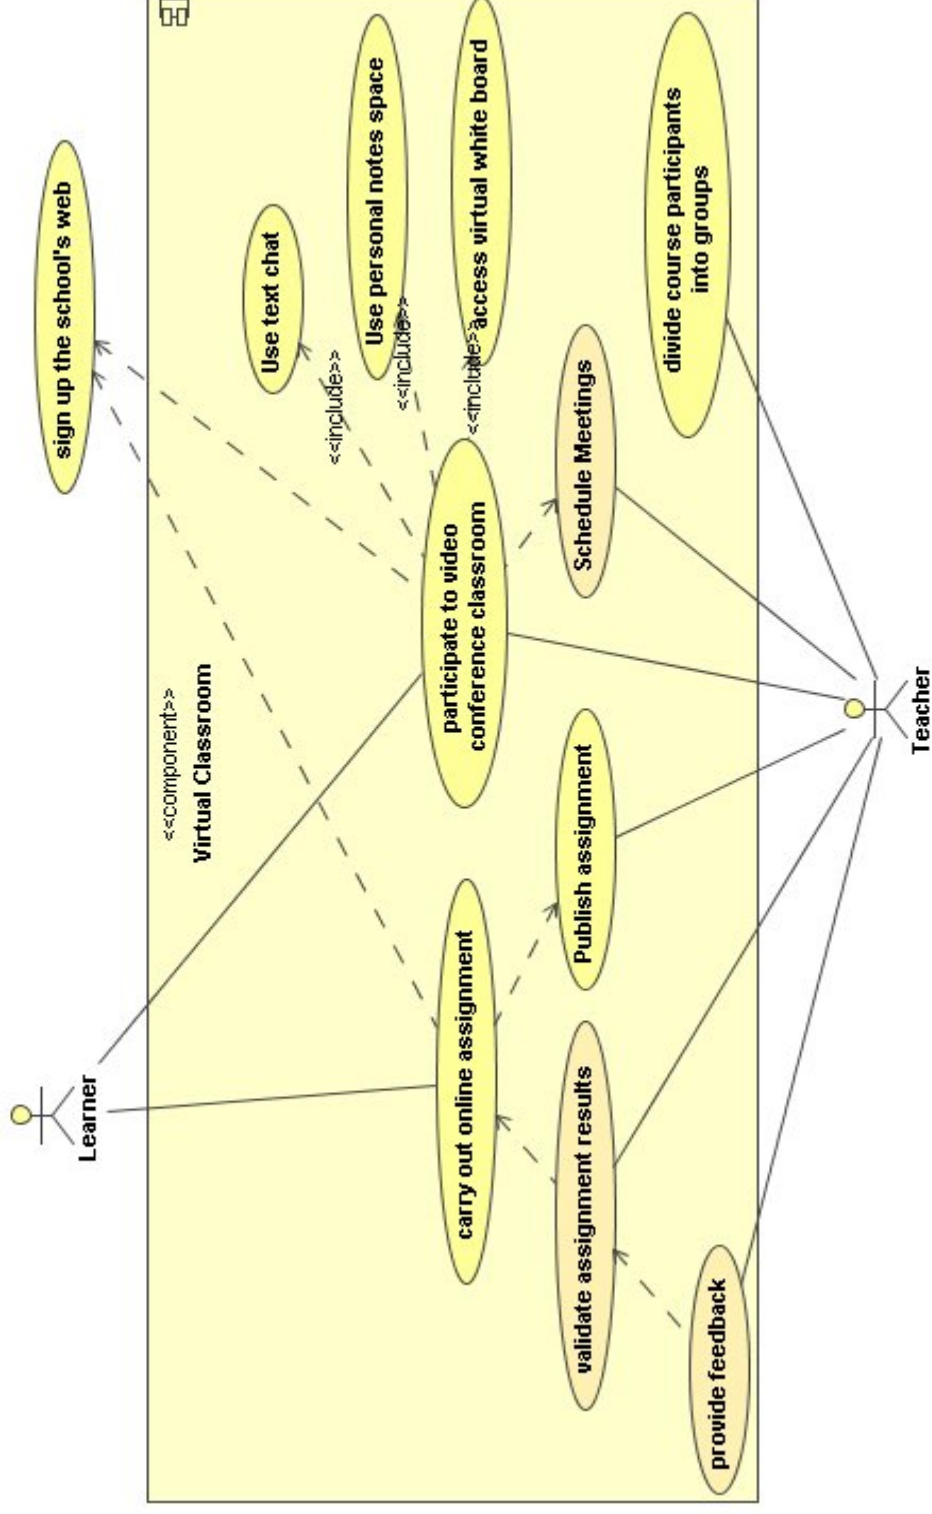 Learner
<<component>>
Virtual Classroom
sign up the school's web
Use text chat
<<include>>
Use personal notes space
<<include>>
access virtual white board
<<include>>
participate to video
conference classroom
carry out online assignment
Schedule Meetings
Publish assignment
validate assignment results
divide course participants
into groups
provide feedback
Teacher